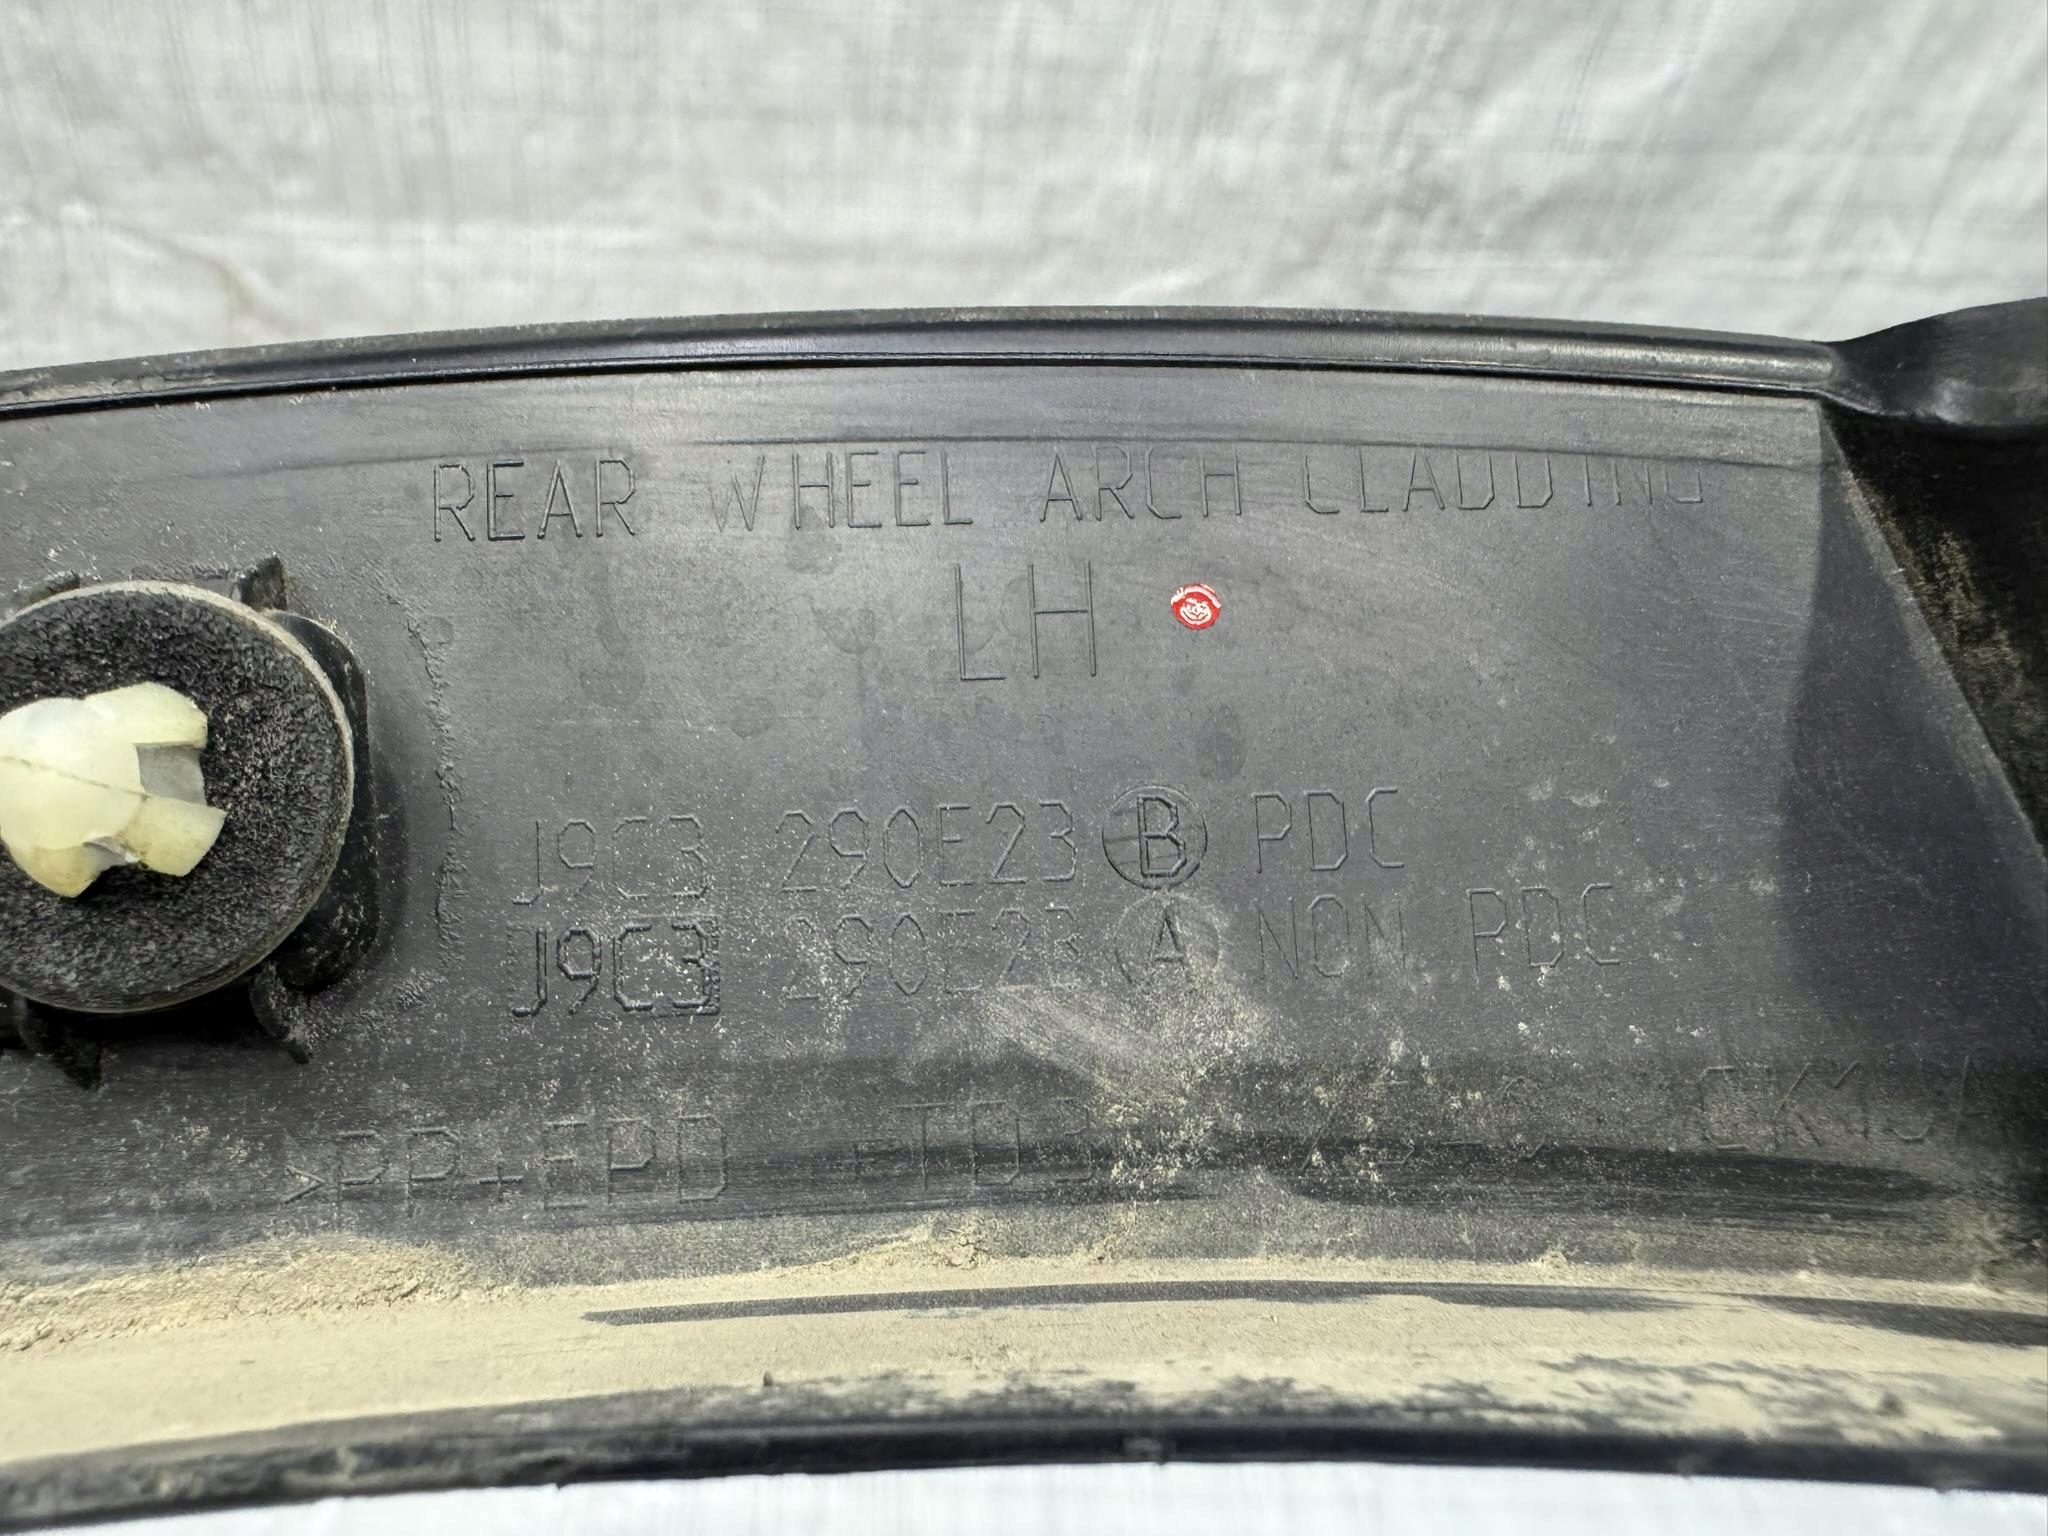 REAR WHEEL ARCH CLADDING
LH
J9C3 290E23 B PDC
J9C3 290E23 A NON PDC
>PP+EPD